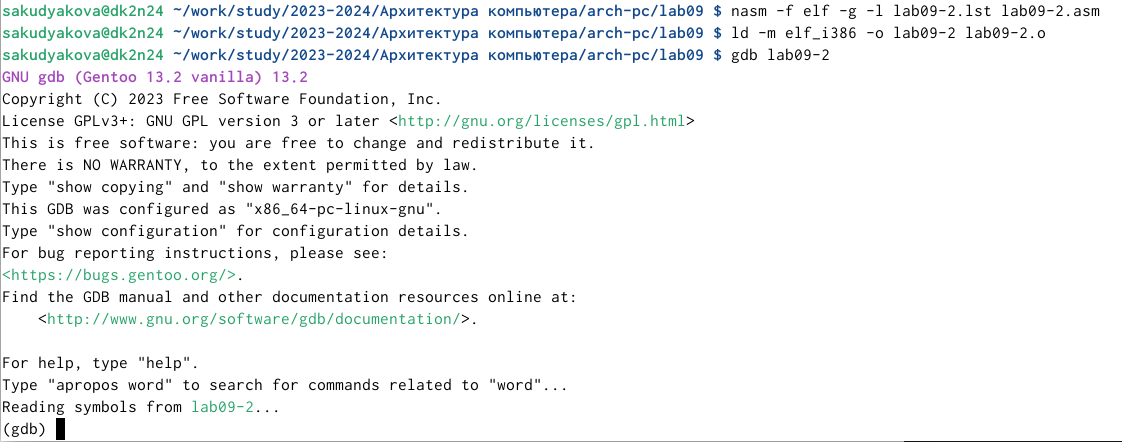 sakudyakova@dk2n24 ~/work/study/2023-2024/Архитектура компьютера/arch-pc/lab09 $ nasm -f elf -g -l lab09-2.lst lab09-2.asm
sakudyakova@dk2n24 ~/work/study/2023-2024/Архитектура компьютера/arch-pc/lab09 $ ld -m elf_i386 -o lab09-2 lab09-2.o
sakudyakova@dk2n24 ~/work/study/2023-2024/Архитектура компьютера/arch-pc/lab09 $ gdb lab09-2
GNU gdb (Gentoo 13.2 vanilla) 13.2
Copyright (C) 2023 Free Software Foundation, Inc.
License GPLv3+: GNU GPL version 3 or later <http://gnu.org/licenses/gpl.html>
This is free software: you are free to change and redistribute it.
There is NO WARRANTY, to the extent permitted by law.
Type "show copying" and "show warranty" for details.
This GDB was configured as "x86_64-pc-linux-gnu".
Type "show configuration" for configuration details.
For bug reporting instructions, please see:
<https://bugs.gentoo.org/>.
Find the GDB manual and other documentation resources online at:
    <http://www.gnu.org/software/gdb/documentation/>.

For help, type "help".
Type "apropos word" to search for commands related to "word"...
Reading symbols from lab09-2...
(gdb)